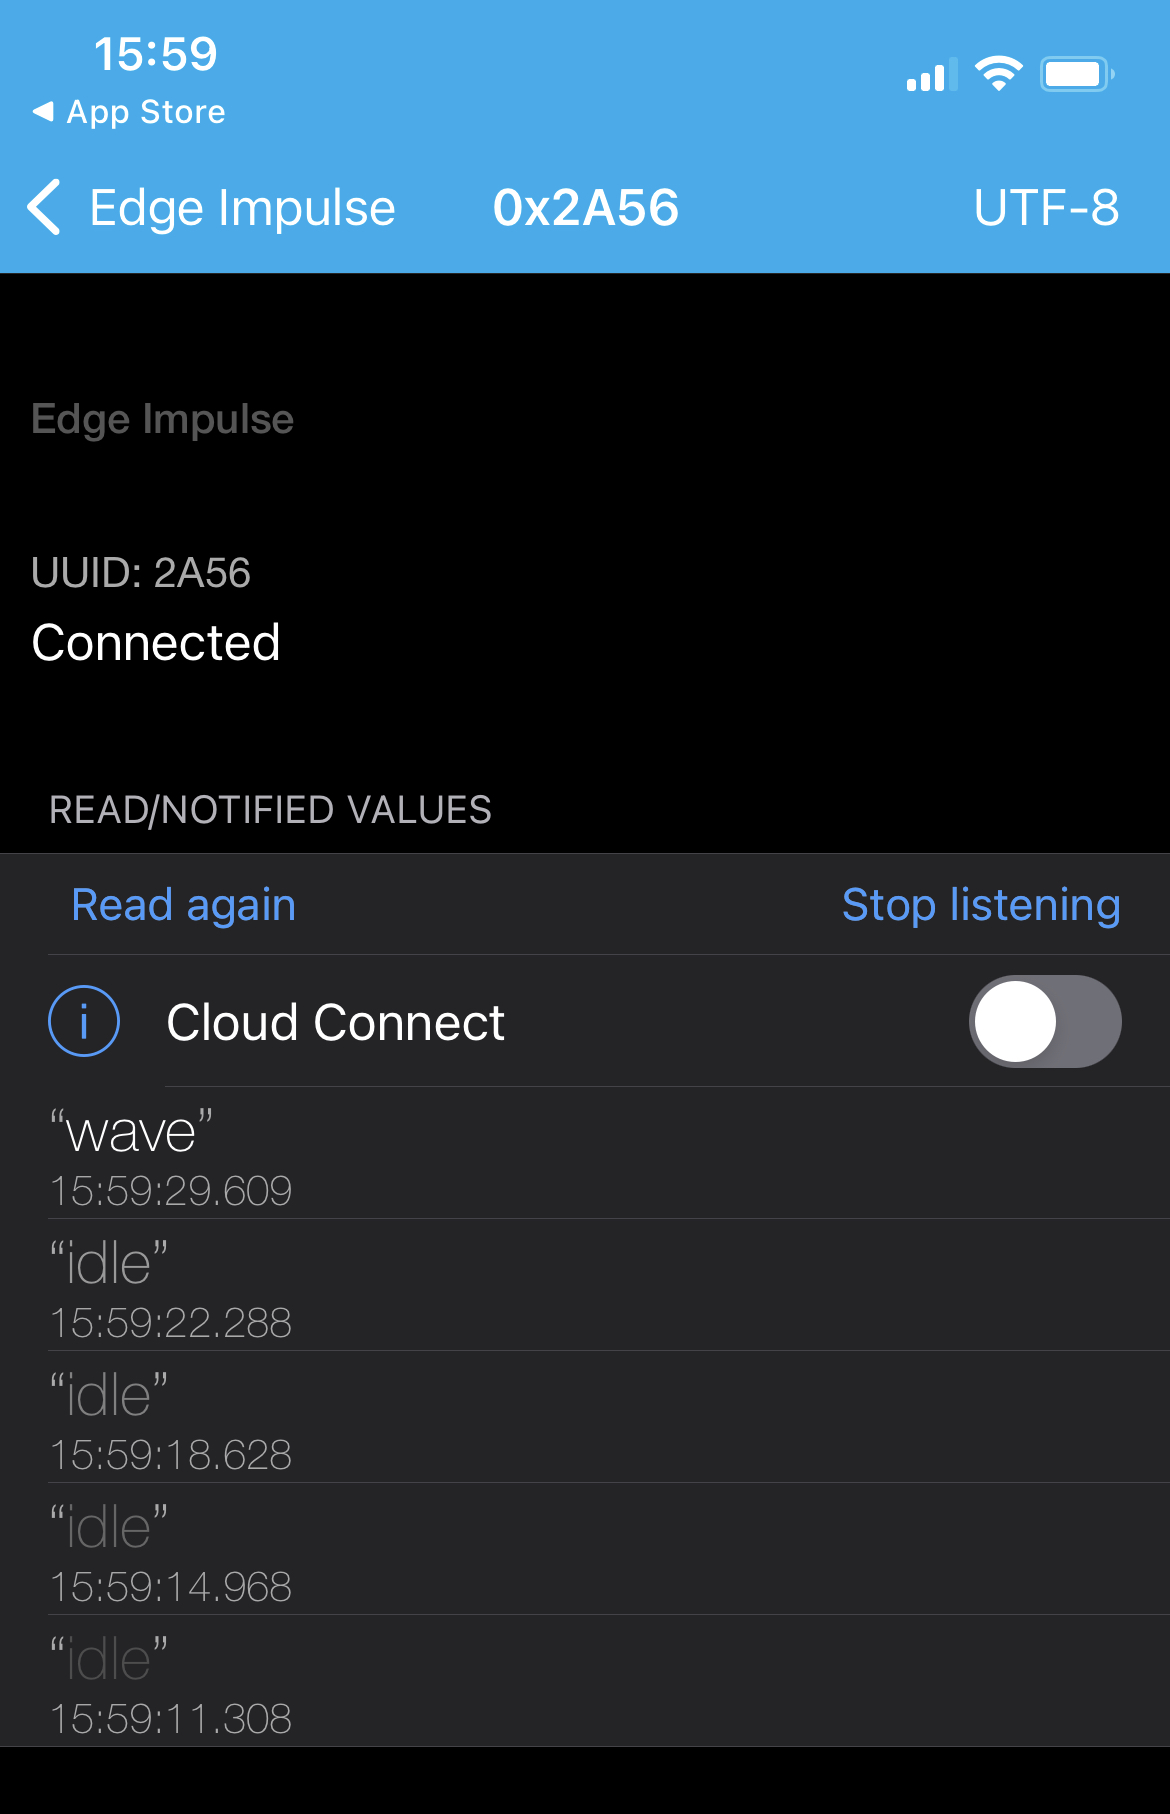 15:59
◀ App Store
Edge Impulse 0x2A56 UTF-8
Edge Impulse
UUID: 2A56
Connected
READ/NOTIFIED VALUES
Read again Stop listening
i Cloud Connect
“wave”
15:59:29.609
“idle”
15:59:22.288
“idle”
15:59:18.628
“idle”
15:59:14.968
“idle”
15:59:11.308